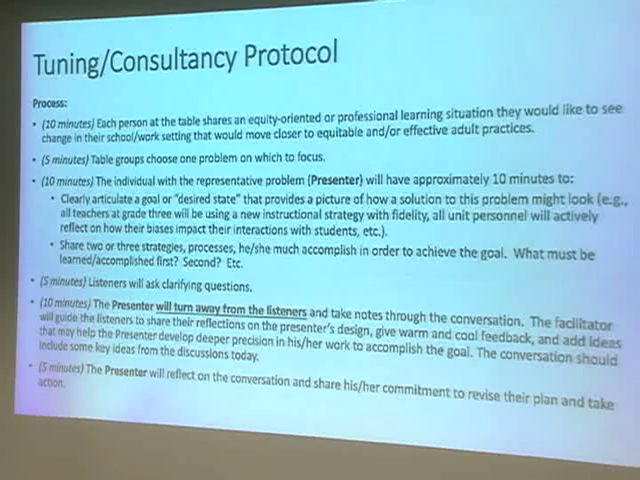 Tuning/Consultancy Protocol
Process:
• (10 minutes) Each person at the table shares an equity-oriented or professional learning situation they would like to see
change in their school/work setting that would move closer to equitable and/or effective adult practices.
• (5 minutes) Table groups choose one problem on which to focus.
• (10 minutes) The individual with the representative problem (Presenter) will have approximately 10 minutes to:
• Clearly articulate a goal or "desired state" that provides a picture of how a solution to this problem might look (e.g.,
all teachers at grade three will be using a new instructional strategy with fidelity, all unit personnel will actively
reflect on how their biases impact their interactions with students, etc.).
• Share two or three strategies, processes, he/she much accomplish in order to achieve the goal. What must be
learned/accomplished first? Second? Etc.
• (5 minutes) Listeners will ask clarifying questions.
• (10 minutes) The Presenter will turn away from the listeners and take notes through the conversation. The facilitator
will guide the listeners to share their reflections on the presenter's design, give warm and cool feedback, and add ideas
that may help the Presenter develop deeper precision in his/her work to accomplish the goal. The conversation should
include some key ideas from the discussions today.
• (5 minutes) The Presenter will reflect on the conversation and share his/her commitment to revise their plan and take
action.